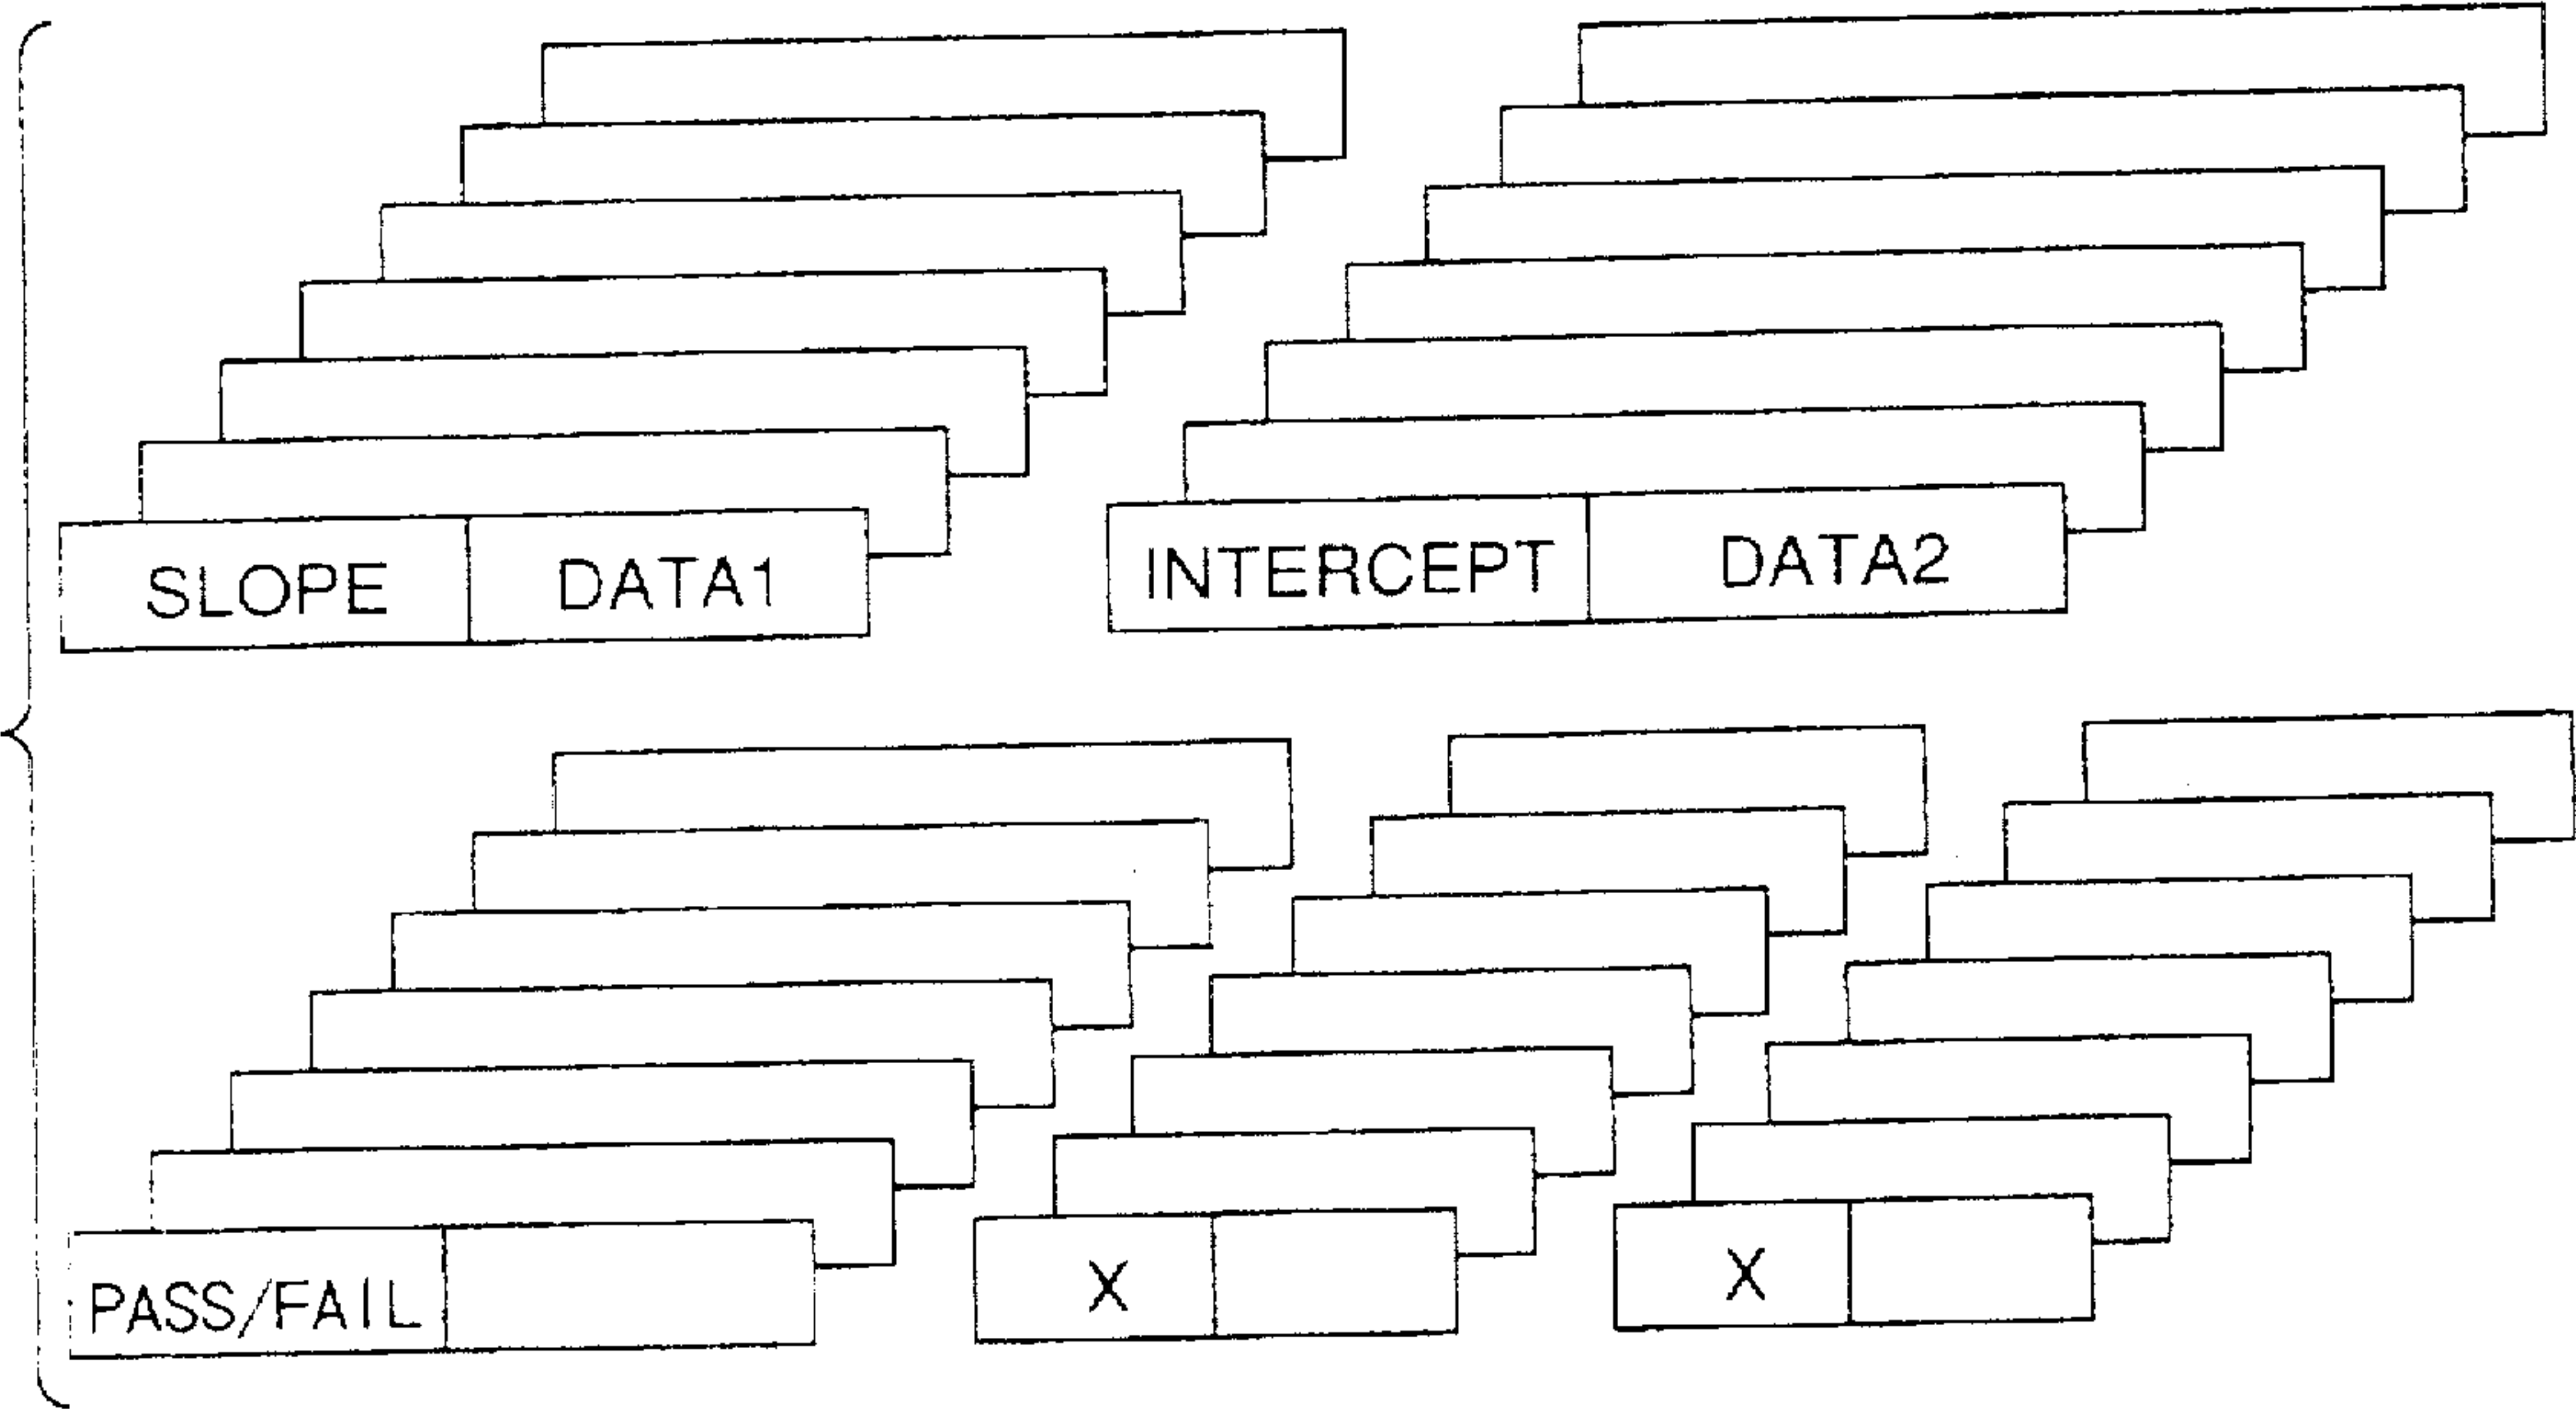 SLOPE DATA1 INTERCEPT DATA2
PASS/FAIL X X